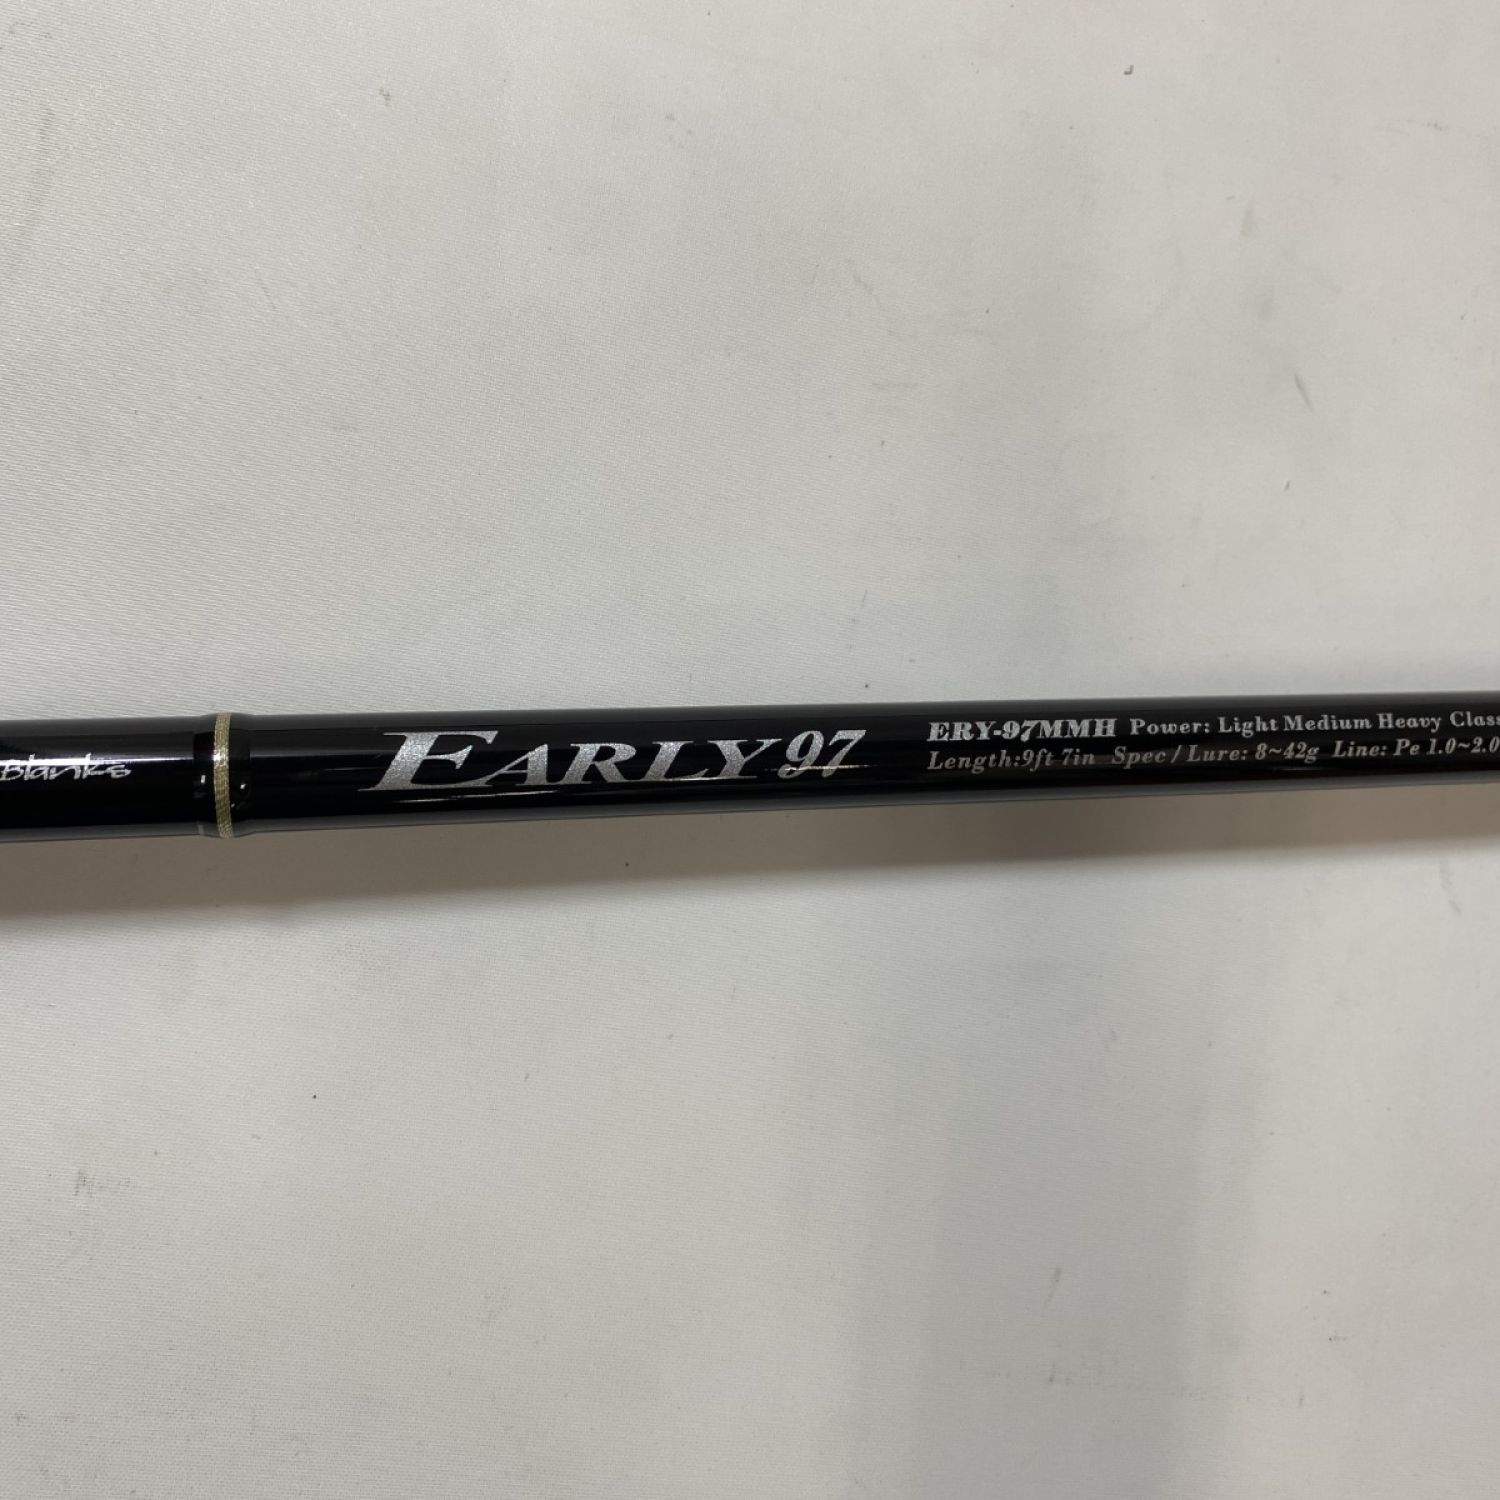 Blanks
EARLY 97
ERY-97MMH Power: Light Medium Heavy Class
Length:9ft 7in Spec / Lure: 8~42g Line: Pe 1.0~2.0